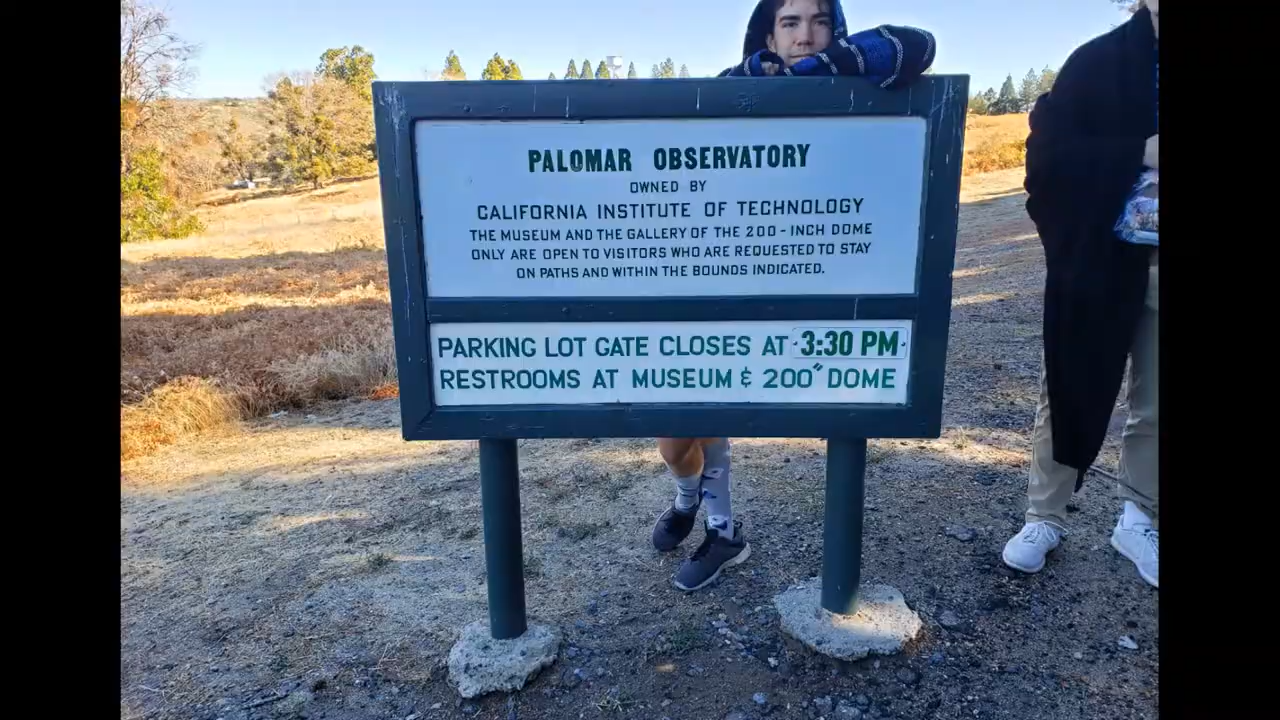 PALOMAR OBSERVATORY
OWNED BY
CALIFORNIA INSTITUTE OF TECHNOLOGY
THE MUSEUM AND THE GALLERY OF THE 200-INCH DOME
ONLY ARE OPEN TO VISITORS WHO ARE REQUESTED TO STAY
ON PATHS AND WITHIN THE BOUNDS INDICATED.
PARKING LOT GATE CLOSES AT 3:30 PM
RESTROOMS AT MUSEUM & 200" DOME